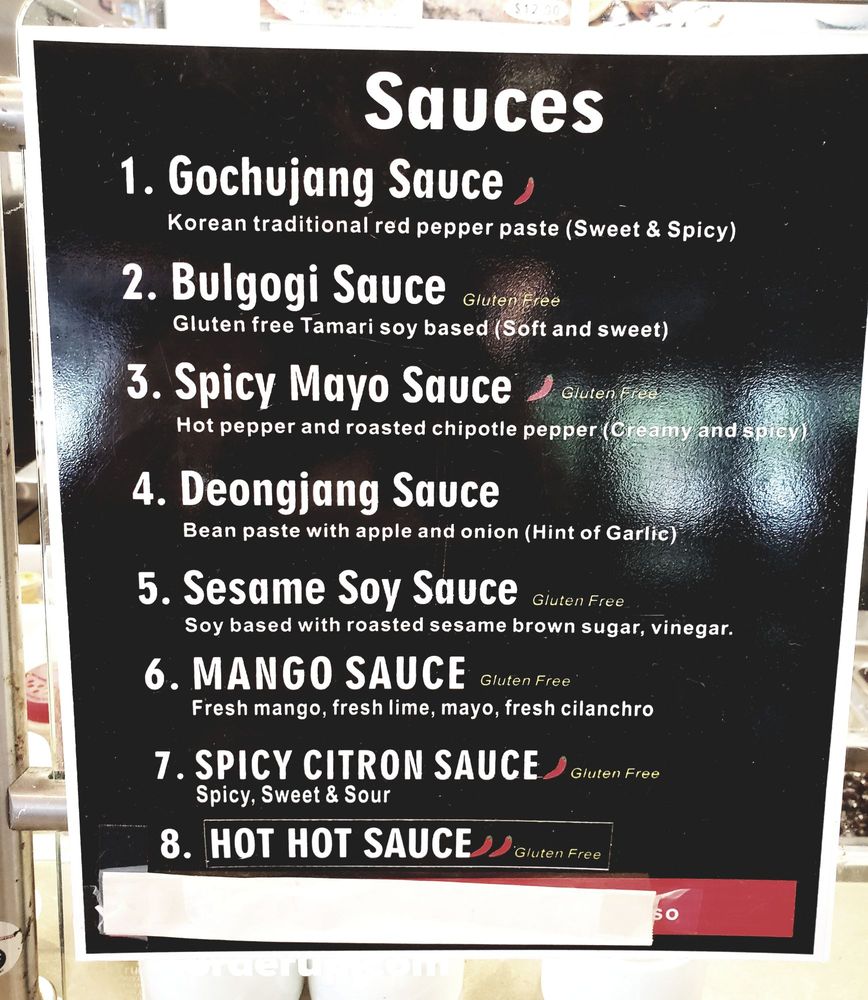 $12.00
Sauces
1. Gochujang Sauce
Korean traditional red pepper paste (Sweet & Spicy)
2. Bulgogi Sauce Gluten Free
Gluten free Tamari soy based (Soft and sweet)
3. Spicy Mayo Sauce Gluten Free
Hot pepper and roasted chipotle pepper (Creamy and spicy)
4. Deongjang Sauce
Bean paste with apple and onion (Hint of Garlic)
5. Sesame Soy Sauce Gluten Free
Soy based with roasted sesame brown sugar, vinegar.
6. MANGO SAUCE Gluten Free
Fresh mango, fresh lime, mayo, fresh cilanchro
7. SPICY CITRON SAUCE Gluten Free
Spicy, Sweet & Sour
8. HOT HOT SAUCE Gluten Free
so